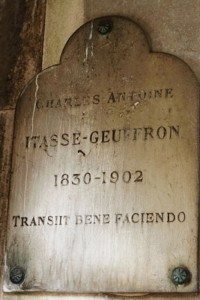 CHARLES ANTOINE
ITASSE-GEUFFRON
1830-1902
TRANSIIT BENE FACIENDO